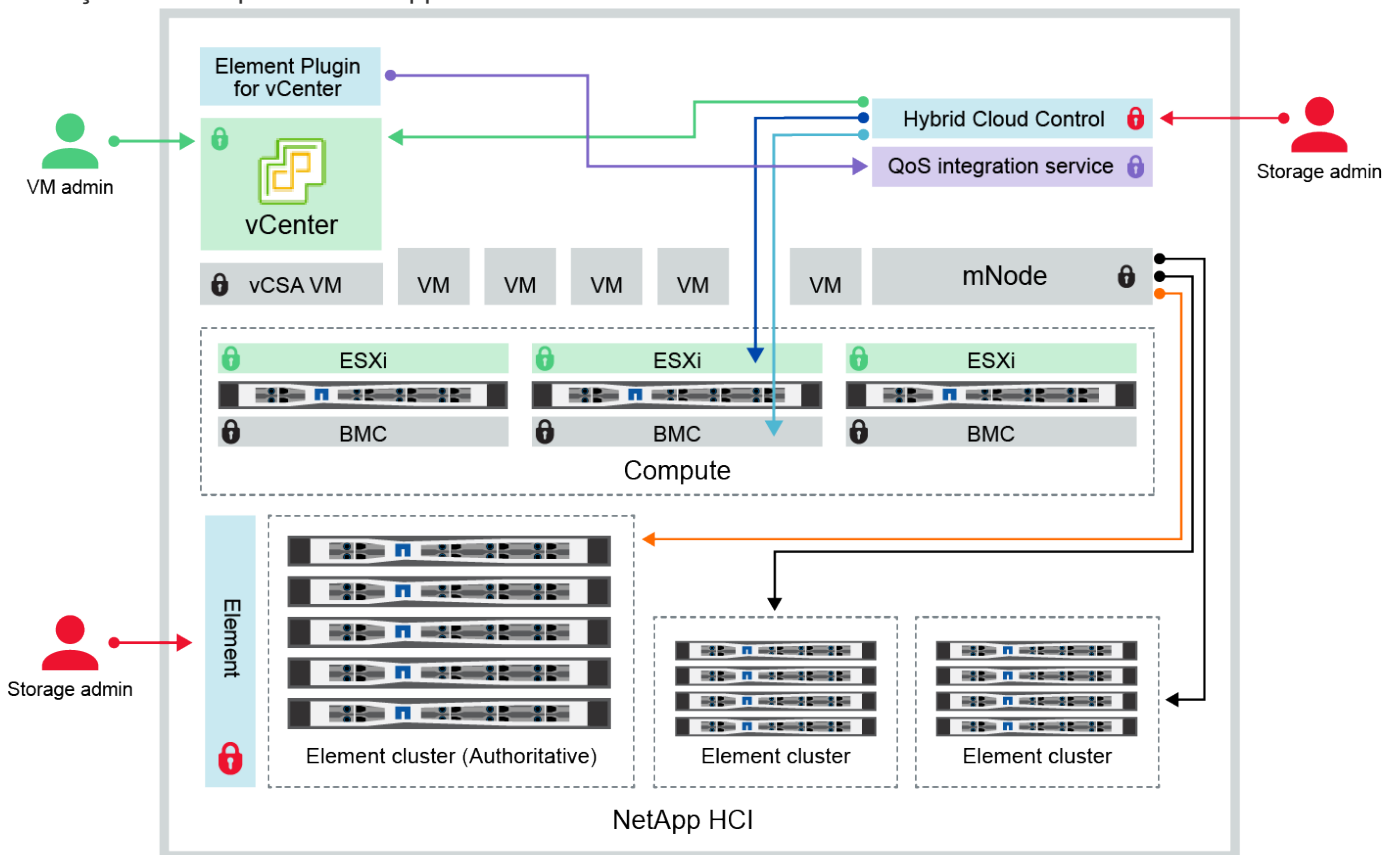 Element Plugin
for vCenter
Hybrid Cloud Control
QoS integration service
VM admin
Storage admin
vCenter
vCSA VM
VM
VM
VM
VM
VM
mNode
ESXi
ESXi
ESXi
BMC
BMC
BMC
Compute
Element
Storage admin
Element cluster (Authoritative)
Element cluster
Element cluster
NetApp HCI